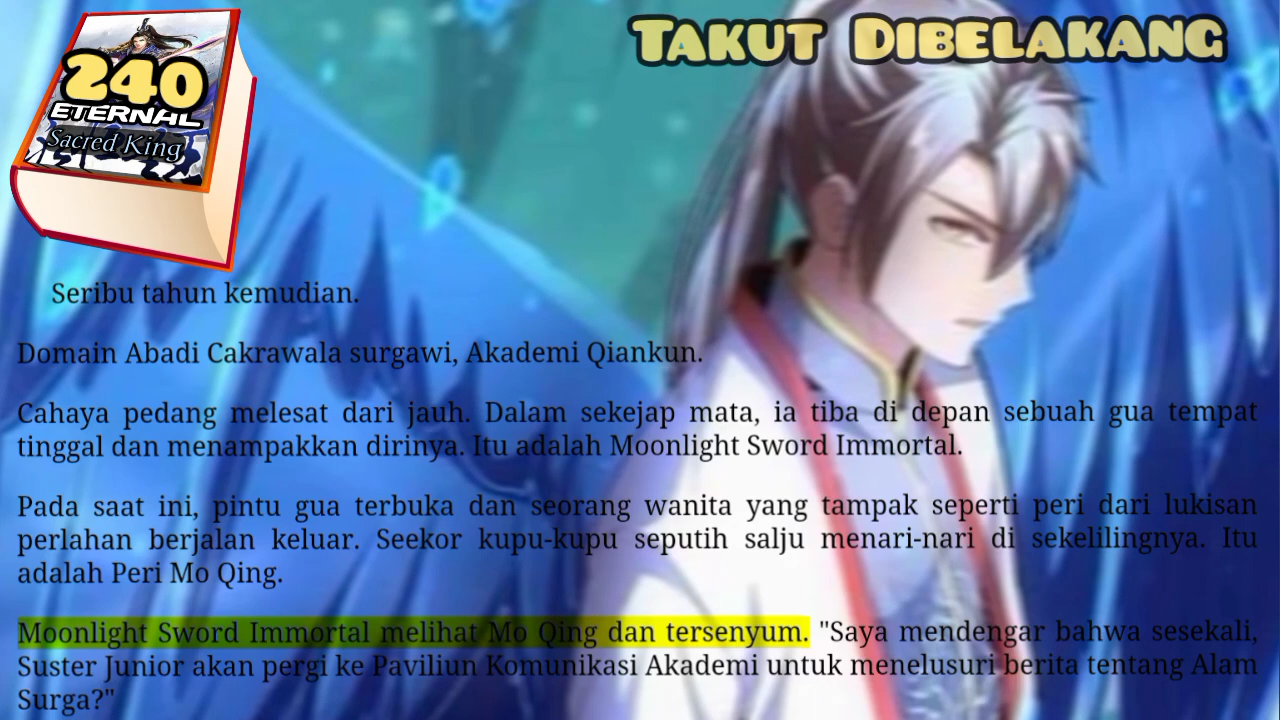 240
ETERNAL
Sacred King
TAKUT DIBELAKANG
Seribu tahun kemudian.
Domain Abadi Cakrawala surgawi, Akademi Qiankun.
Cahaya pedang melesat dari jauh. Dalam sekejap mata, ia tiba di depan sebuah gua tempat
tinggal dan menampakkan dirinya. Itu adalah Moonlight Sword Immortal.
Pada saat ini, pintu gua terbuka dan seorang wanita yang tampak seperti peri dari lukisan
perlahan berjalan keluar. Seekor kupu-kupu seputih salju menari-nari di sekelilingnya. Itu
adalah Peri Mo Qing.
Moonlight Sword Immortal melihat Mo Qing dan tersenyum. "Saya mendengar bahwa sesekali,
Suster Junior akan pergi ke Paviliun Komunikasi Akademi untuk menelusuri berita tentang Alam
Surga?"